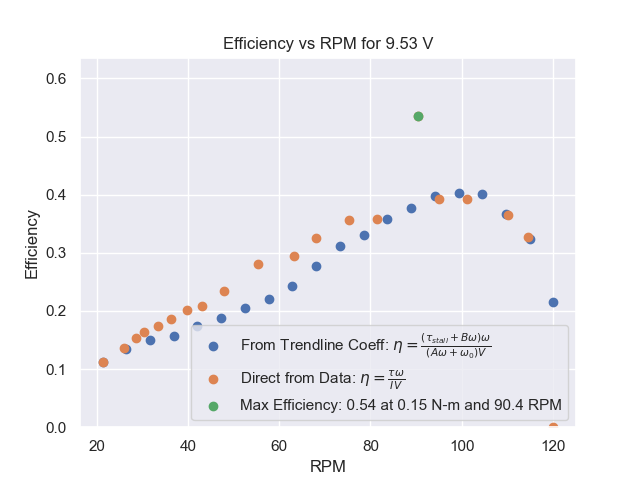 Efficiency vs RPM for 9.53 V
0.6
0.5
0.4
0.3
0.2
0.1
0.0
Efficiency
20
40
60
80
100
120
RPM
From Trendline Coeff: η = (τ_stall + Bω)ω / (Aω + ω₀)V
Direct from Data: η = τω / IV
Max Efficiency: 0.54 at 0.15 N-m and 90.4 RPM